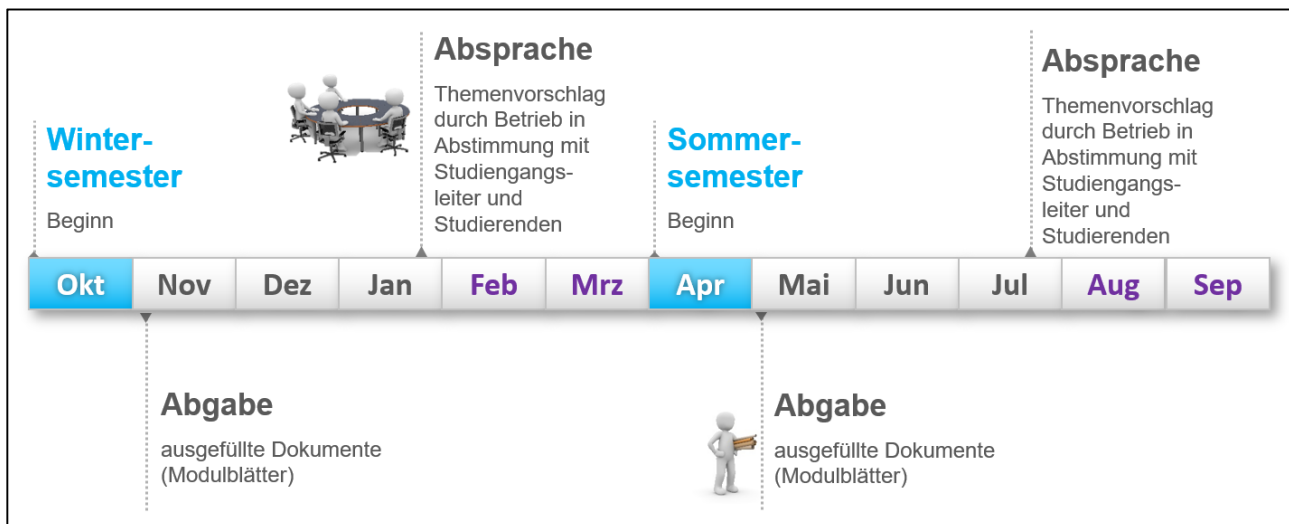 Absprache
Themenvorschlag
durch Betrieb in
Abstimmung mit
Studiengangs-
leiter und
Studierenden
Absprache
Themenvorschlag
durch Betrieb in
Abstimmung mit
Studiengangs-
leiter und
Studierenden
Winter-
semester
Beginn
Sommer-
semester
Beginn
Okt Nov Dez Jan Feb Mrz Apr Mai Jun Jul Aug Sep
Abgabe
ausgefüllte Dokumente
(Modulblätter)
Abgabe
ausgefüllte Dokumente
(Modulblätter)